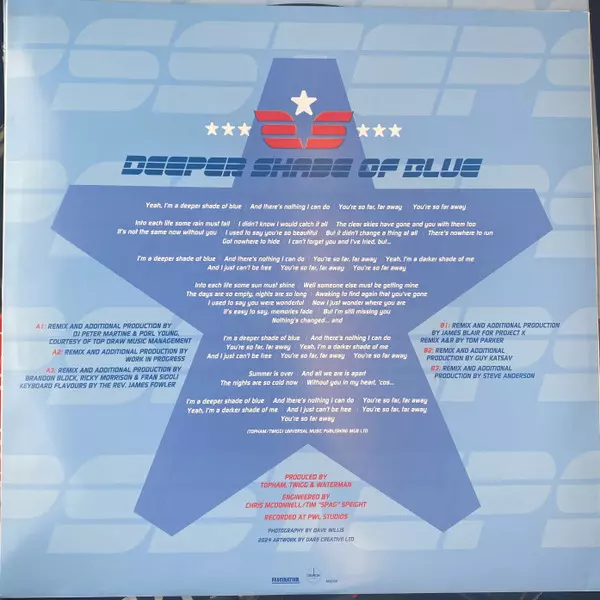 DEEPER SHADE OF BLUE
Yeah, I'm a deeper shade of blue | And there's nothing I can do | You're so far, far away | You're so far, far away
Into each life some rain must fall | I didn't know I would catch it all | The clear skies have gone and you with them too
It's not the same now without you | I used to say you're so beautiful | But it didn't change a thing at all | There's nowhere to run
Got nowhere to hide | I can't forget you and I've tried, but...
I'm a deeper shade of blue | And there's nothing I can do | You're so far, far away | Yeah, I'm a darker shade of me
And I just can't be free | You're so far, far away | You're so far, far away
Into each life some sun must shine | Well someone else must be getting mine
The days are so empty, nights are so long | Awaking to find again that you've gone
I used to say you were wonderful | Now I just wonder where you are
It's easy to say, memories fade | But I'm still missing you
Nothing's changed... and
I'm a deeper shade of blue | And there's nothing I can do
You're so far, far away | Yeah, I'm a darker shade of me
And I just can't be free | You're so far, far away | You're so far, far away
Summer is over | And all we are is apart
The nights are so cold now | Without you in my heart, 'cos...
I'm a deeper shade of blue | And there's nothing I can do | You're so far, far away
Yeah, I'm a darker shade of me | And I just can't be free | You're so far, far away
You're so far, far away
(TOPHAM/TWIGG) UNIVERSAL MUSIC PUBLISHING MGB LTD
A1: REMIX AND ADDITIONAL PRODUCTION BY
DJ PETER MARTINE & PORL YOUNG,
COURTESY OF TOP DRAW MUSIC MANAGEMENT
A2: REMIX AND ADDITIONAL PRODUCTION BY
WORK IN PROGRESS
A3: REMIX AND ADDITIONAL PRODUCTION BY
BRANDON BLOCK, RICKY MORRISON & FRAN SIDOLI
KEYBOARD FLAVOURS BY THE REV. JAMES FOWLER
B1: REMIX AND ADDITIONAL PRODUCTION
BY JAMES BLAIR FOR PROJECT K
REMIX A&R BY TOM PARKER
B2: REMIX AND ADDITIONAL
PRODUCTION BY GUY KATSAV
B3: REMIX AND ADDITIONAL
PRODUCTION BY STEVE ANDERSON
PRODUCED BY
TOPHAM, TWIGG & WATERMAN
ENGINEERED BY
CHRIS MCDONNELL/TIM "SPAG" SPEIGHT
RECORDED AT PWL STUDIOS
PHOTOGRAPHY BY DAVE WILLIS
2024 ARTWORK BY DARE CREATIVE LTD
FEDERATION